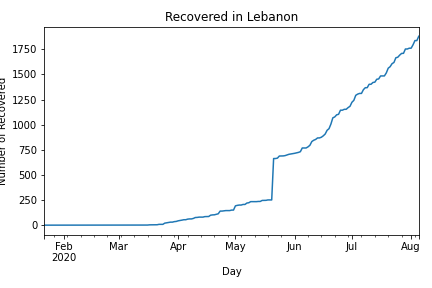 Recovered in Lebanon
Number of Recovered
1750
1500
1250
1000
750
500
250
0
Feb
2020
Mar
Apr
May
Jun
Jul
Aug
Day